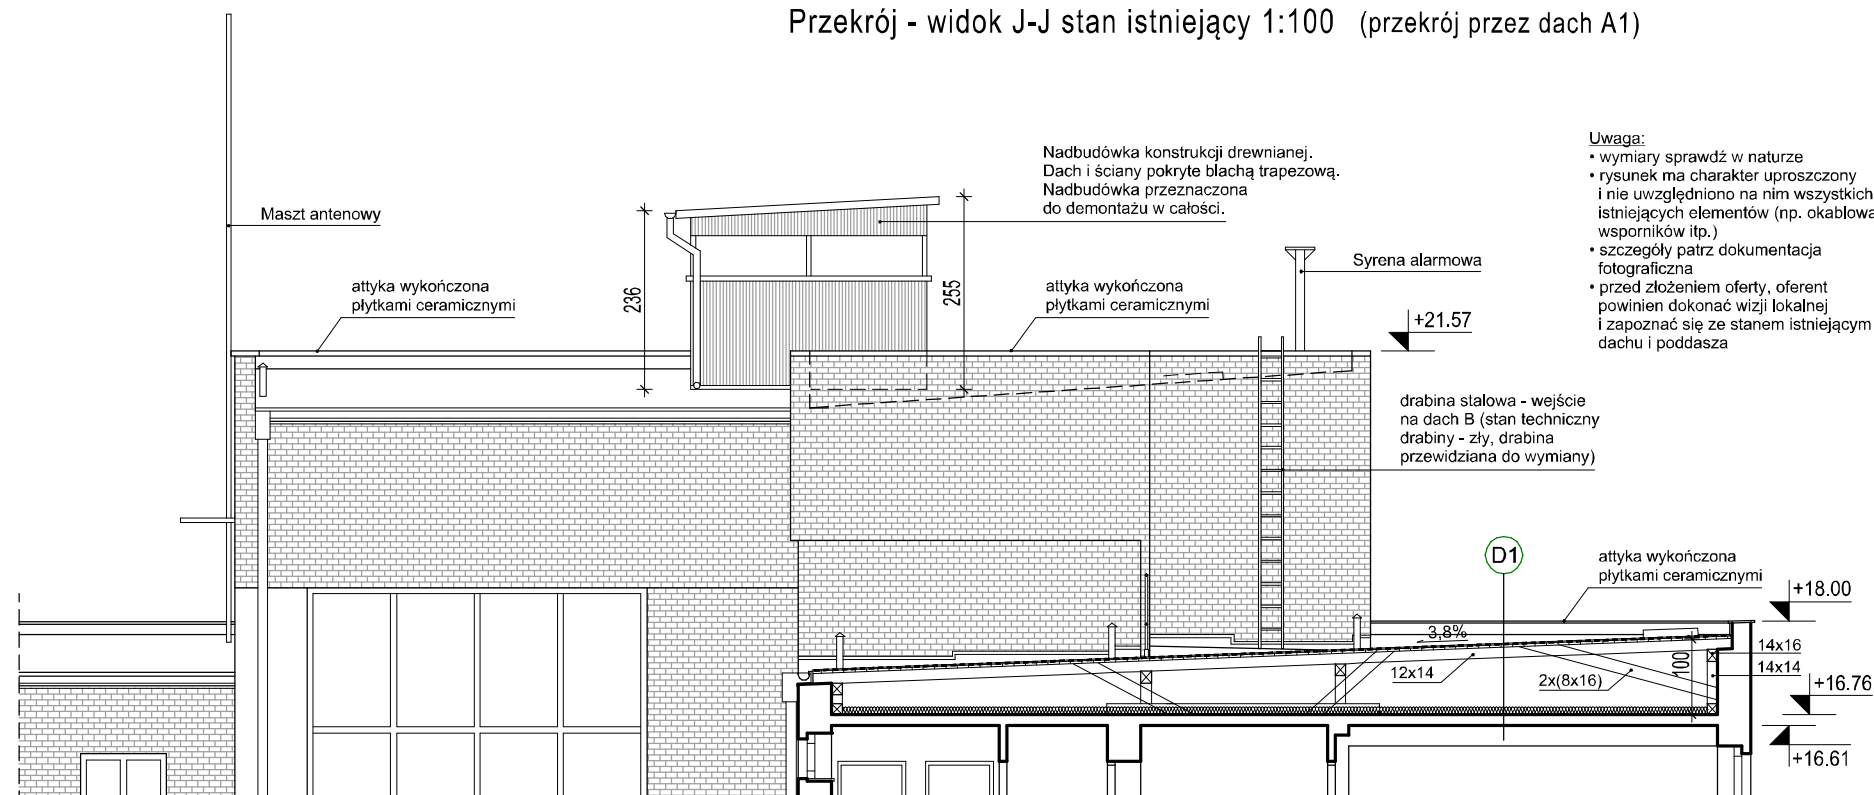 Przekrój - widok J-J stan istniejący 1:100 (przekrój przez dach A1)
Maszt antenowy
attyka wykończona
płytkami ceramicznymi
236
255
Nadbudówka konstrukcji drewnianej.
Dach i ściany pokryte blachą trapezową.
Nadbudówka przeznaczona
do demontażu w całości.
attyka wykończona
płytkami ceramicznymi
Syrena alarmowa
+21.57
Uwaga:
• wymiary sprawdź w naturze
• rysunek ma charakter uproszczony
i nie uwzględniono na nim wszystkich
istniejących elementów (np. okablowa
wsporników itp.)
• szczegóły patrz dokumentacja
fotograficzna
• przed złożeniem oferty, oferent
powinien dokonać wizji lokalnej
i zapoznać się ze stanem istniejącym
dachu i poddasza
drabina stalowa - wejście
na dach B (stan techniczny
drabiny - zły, drabina
przewidziana do wymiany)
D1
attyka wykończona
płytkami ceramicznymi
+18.00
3,8%
12x14
2x(8x16)
100
14x16
14x14
+16.76
+16.61